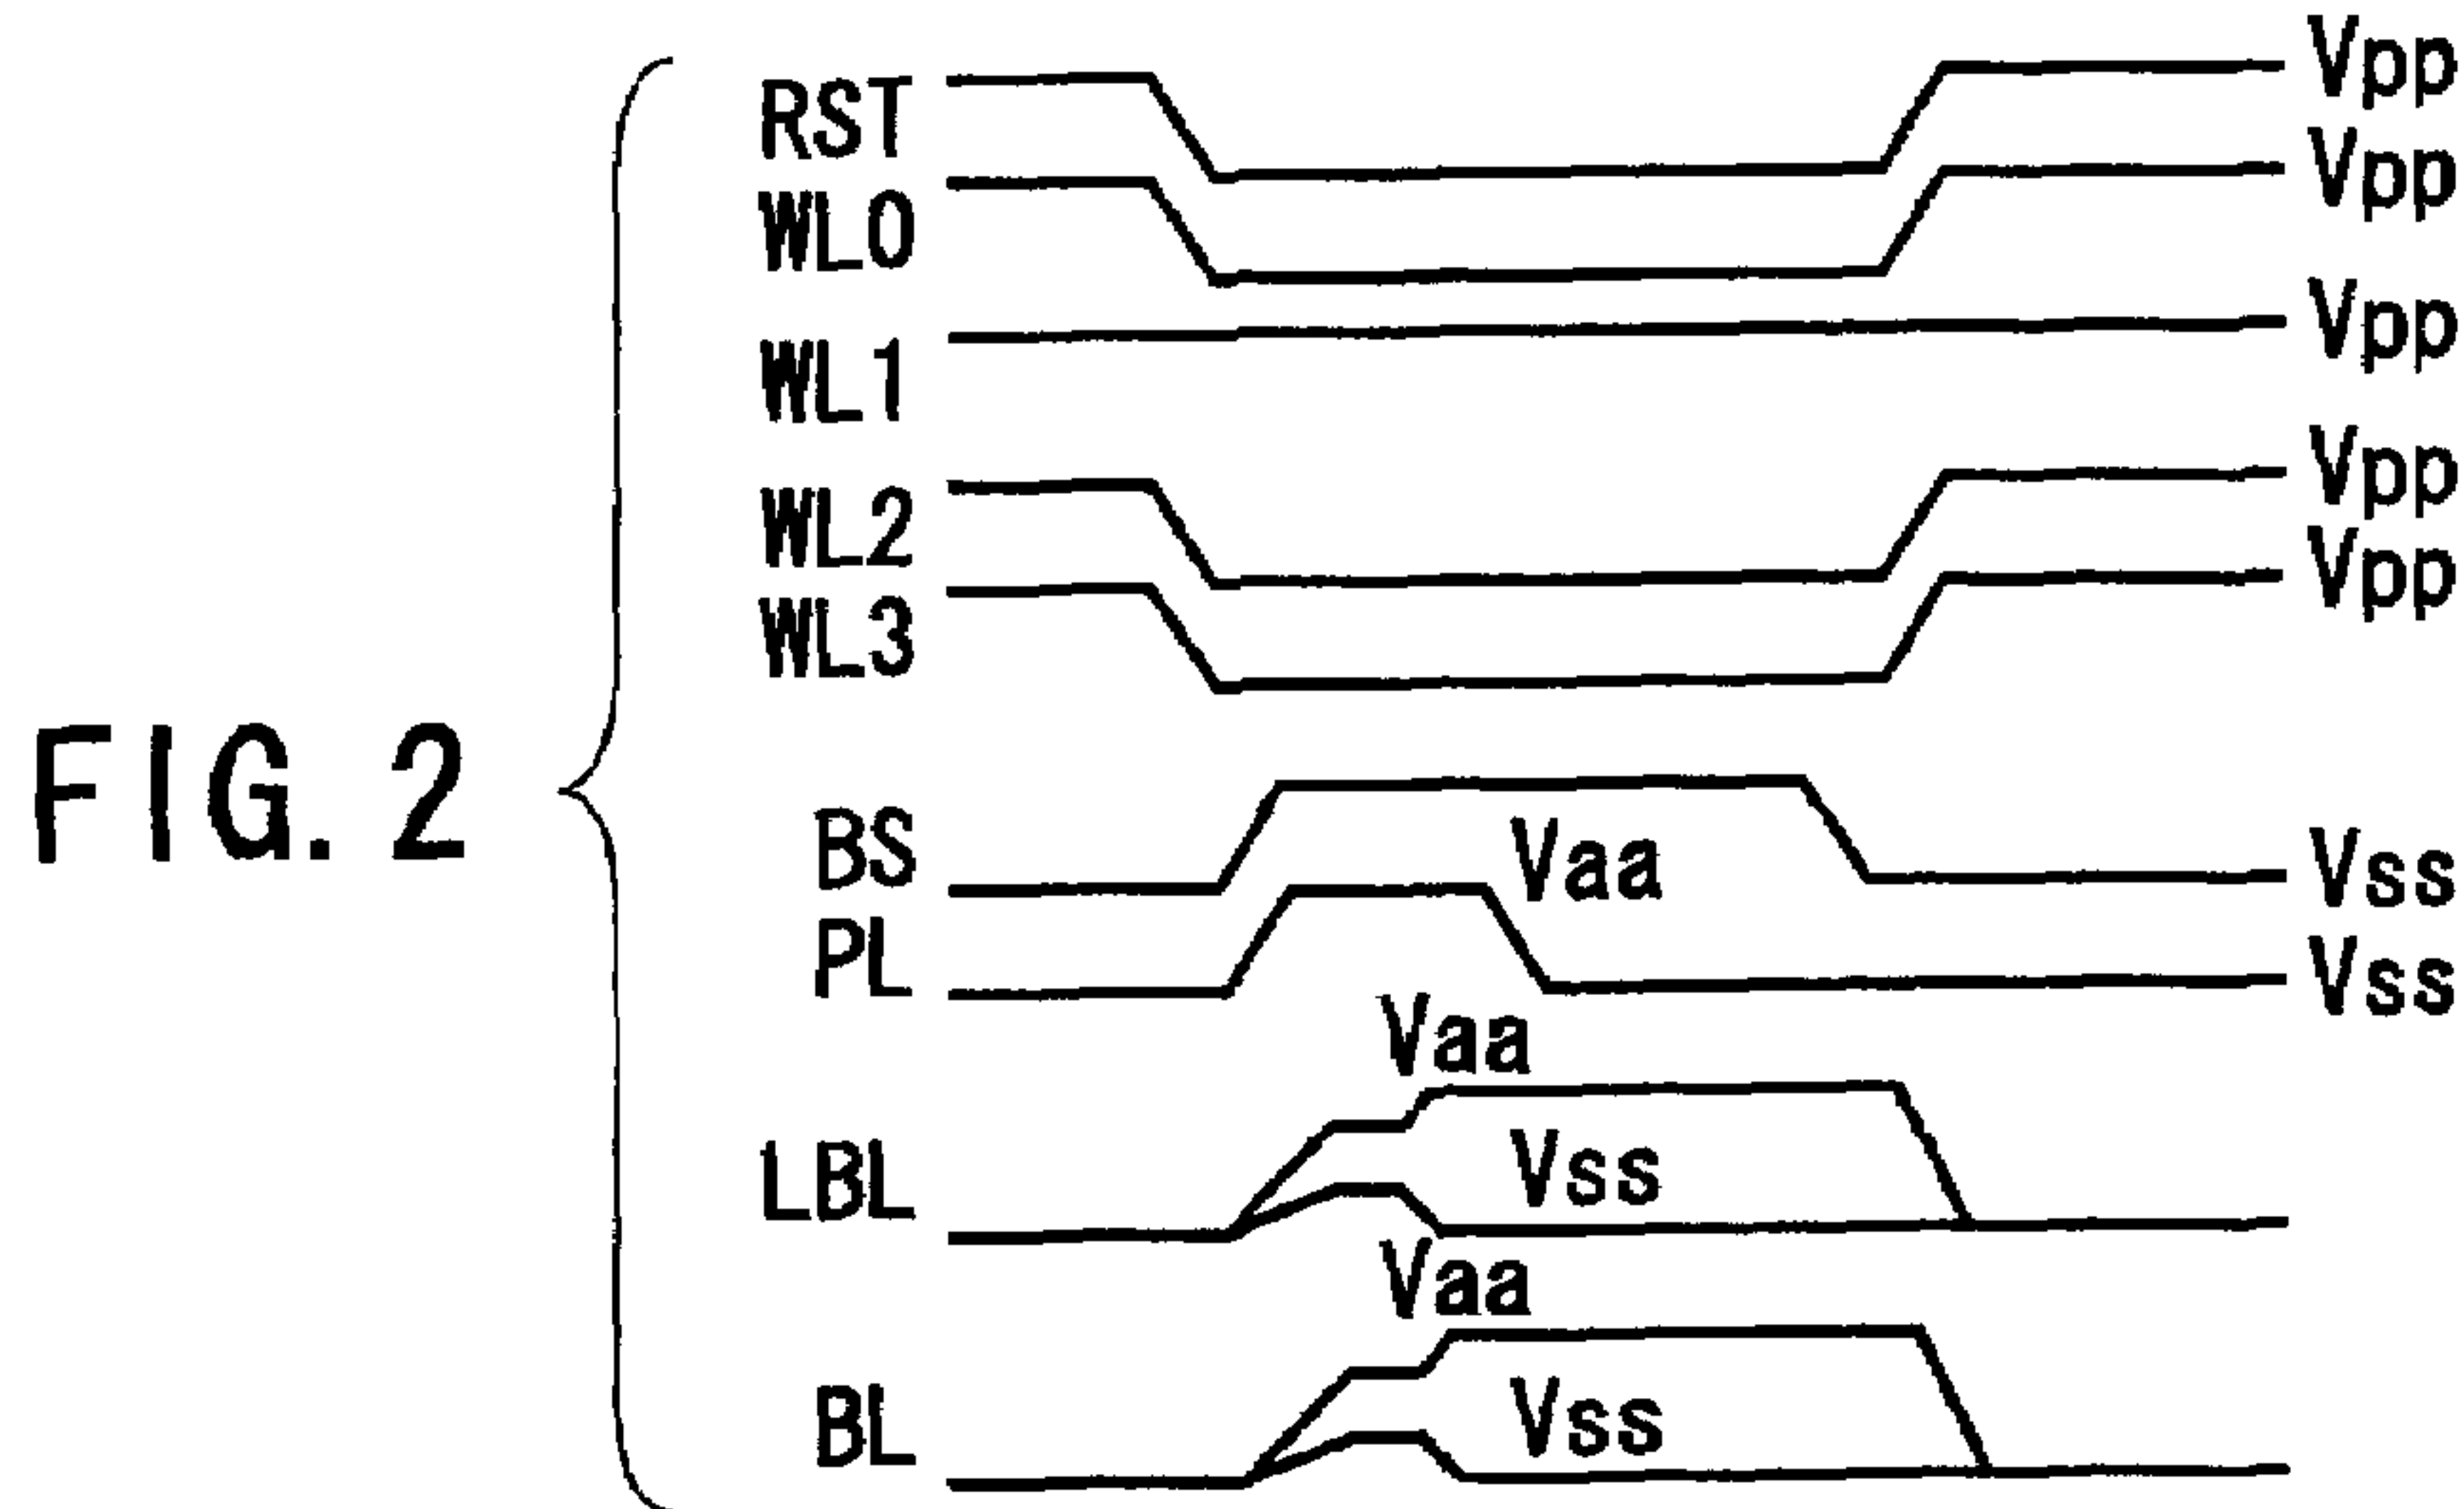 RST Vpp
WL0 Vpp
WL1 Vpp
WL2 Vpp
WL3 Vpp
FIG. 2
BS Vaa Vss
PL Vss
Vaa
LBL Vss
Vaa
BL Vss